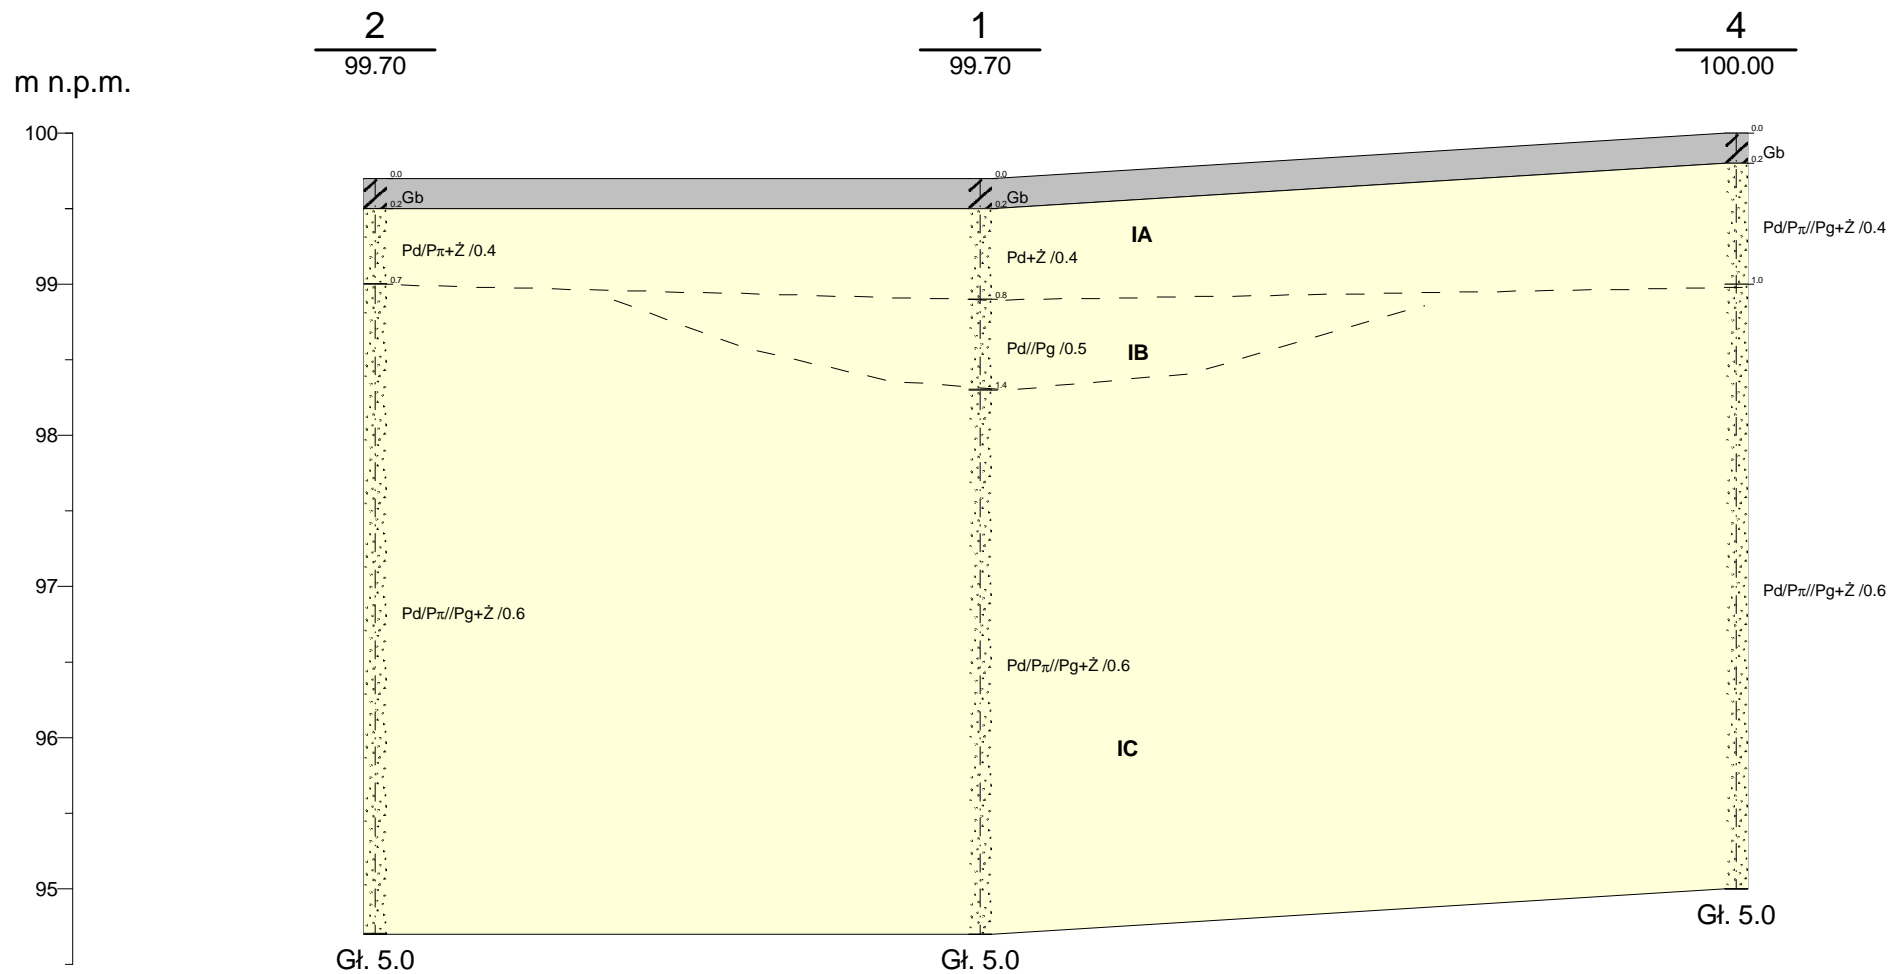 2 1 4
99.70 99.70 100.00
m n.p.m.
100
0.0
Gb
0.2
0.0 0.0
Gb Gb
0.2 0.2
Pd/Pπ//Pg+Ż /0.4
IA
Pd/Pπ+Ż /0.4 Pd+Ż /0.4
99
0.7 0.8 1.0
Pd//Pg /0.5 IB
1.4
98
97
Pd/Pπ//Pg+Ż /0.6
Pd/Pπ//Pg+Ż /0.6
Pd/Pπ//Pg+Ż /0.6
96
IC
95
Gł. 5.0
Gł. 5.0 Gł. 5.0